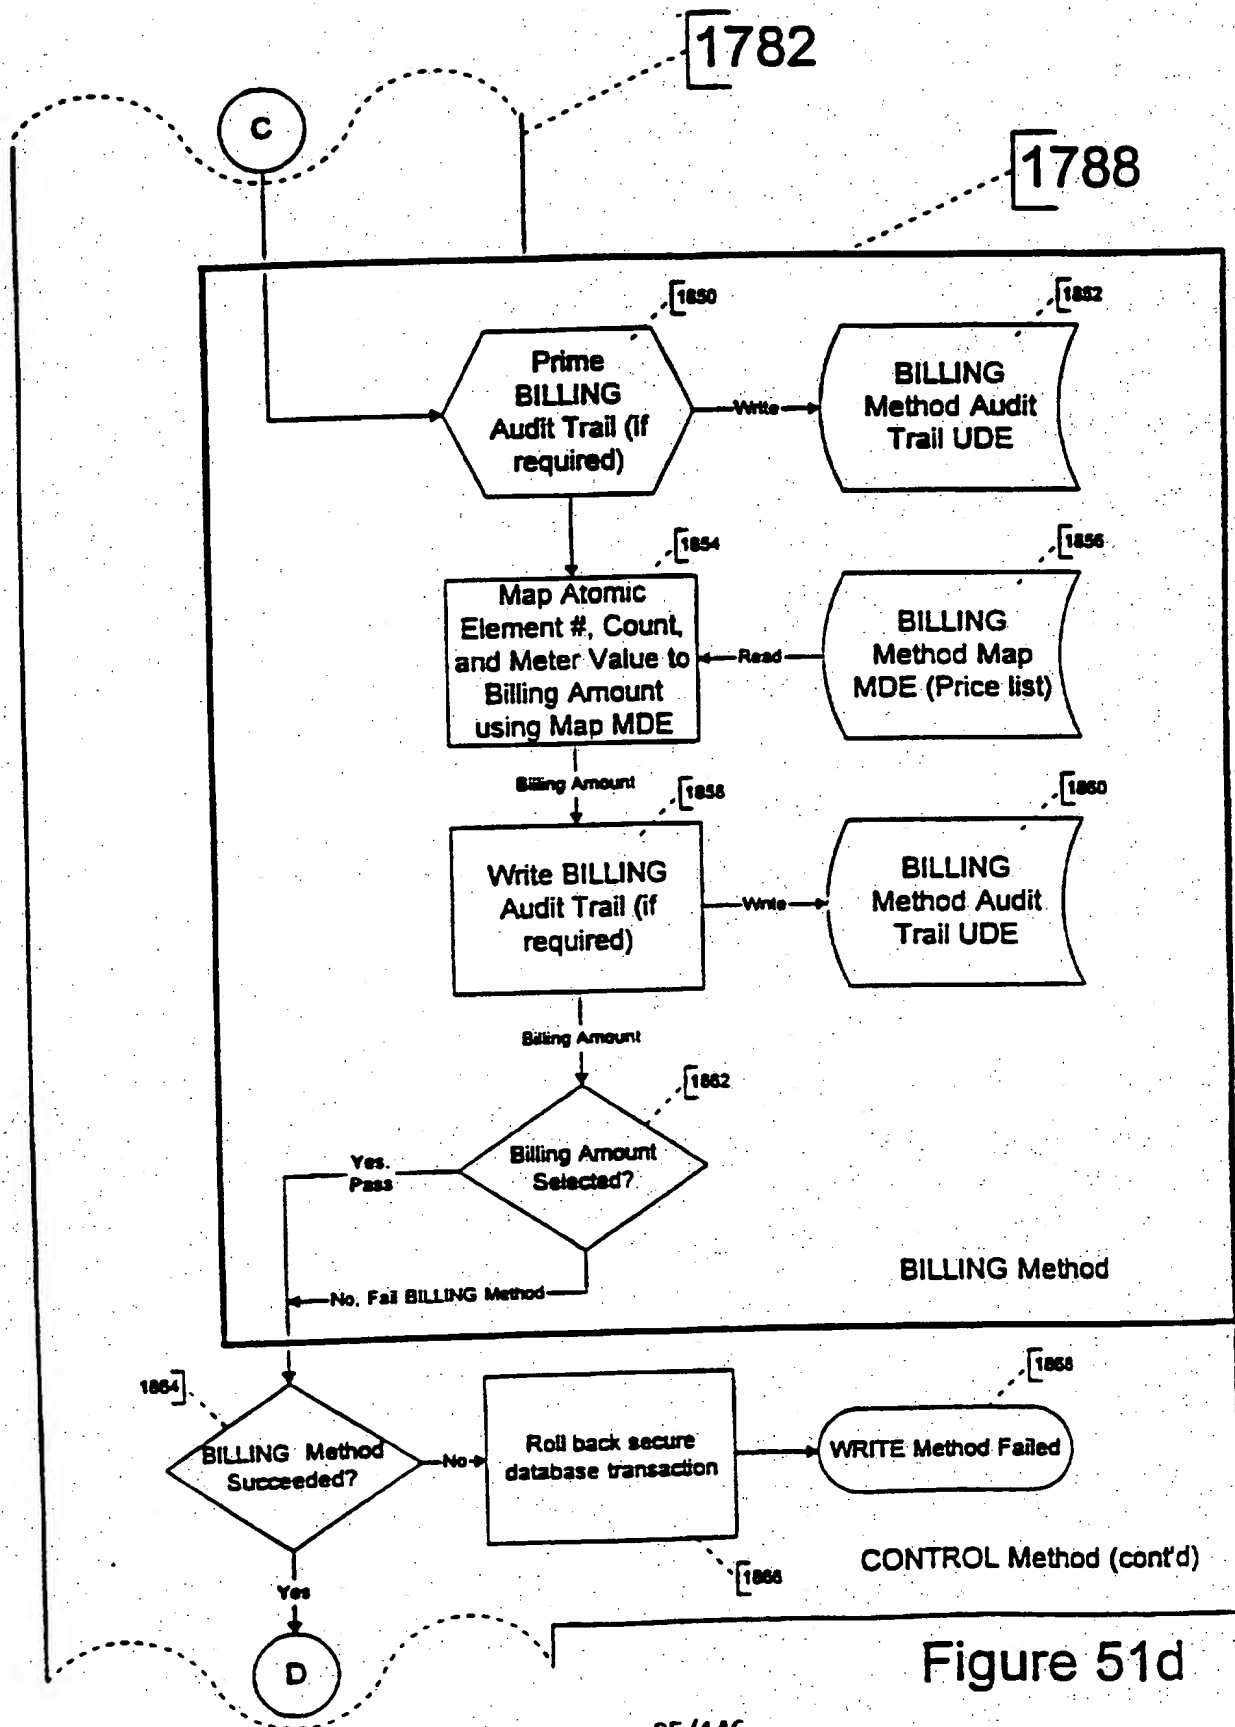 1782
C
1788
1850
Prime
BILLING
Audit Trail (if
required)
Write
1852
BILLING
Method Audit
Trail UDE
1854
Map Atomic
Element #, Count,
and Meter Value to
Billing Amount
using Map MDE
Read
1856
BILLING
Method Map
MDE (Price list)
Billing Amount
1858
Write BILLING
Audit Trail (if
required)
Write
1860
BILLING
Method Audit
Trail UDE
Billing Amount
1862
Billing Amount
Selected?
Yes.
Pass
No, Fail BILLING Method
BILLING Method
1864
BILLING Method
Succeeded?
No
Roll back secure
database transaction
1866
1868
WRITE Method Failed
CONTROL Method (cont'd)
Yes
D
Figure 51d